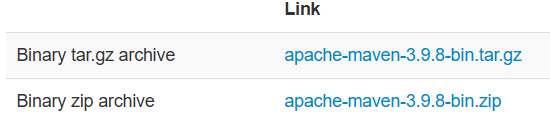 Link
Binary tar.gz archive apache-maven-3.9.8-bin.tar.gz
Binary zip archive apache-maven-3.9.8-bin.zip